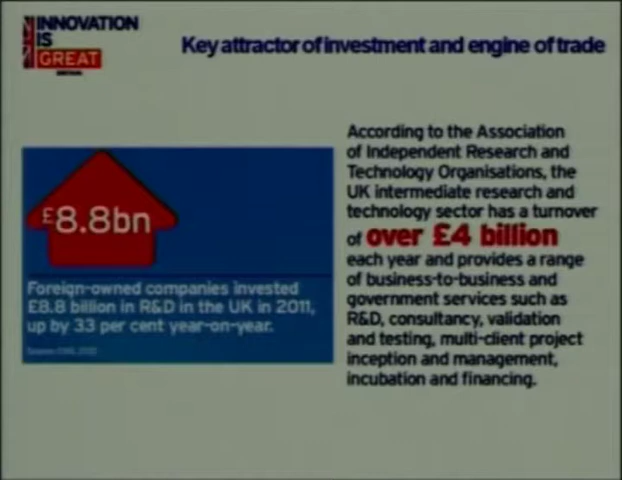 INNOVATION
IS
GREAT
BRITAIN
Key attractor of investment and engine of trade
£8.8bn
Foreign-owned companies invested
£8.8 billion in R&D in the UK in 2011,
up by 33 per cent year-on-year.
According to the Association
of Independent Research and
Technology Organisations, the
UK intermediate research and
technology sector has a turnover
of over £4 billion
each year and provides a range
of business-to-business and
government services such as
R&D, consultancy, validation
and testing, multi-client project
inception and management,
incubation and financing.